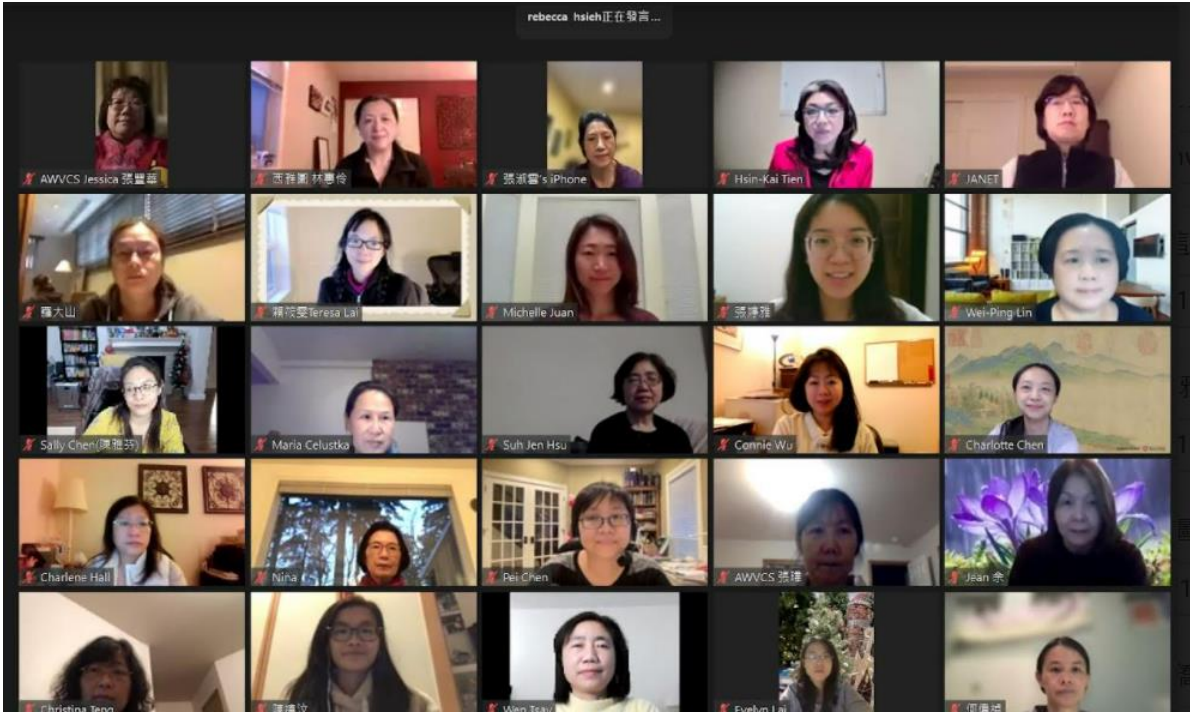 rebecca hsieh正在發言...
AWVCS Jessica 張豐華
西雅圖 林惠伶
張淑雲's iPhone
Hsin-Kai Tien
JANET
羅大山
賴筱雯Teresa Lai
Michelle Juan
張淨雅
Wei-Ping Lin
Sally Chen(陳雅芬)
Maria Celustka
Suh Jen Hsu
Connie Wu
Charlotte Chen
Charlene Hall
Nina
Pei Chen
AWVCS 張瑋
Jean 余
Christina Teng
Wen Tsay
Evelyn Lai